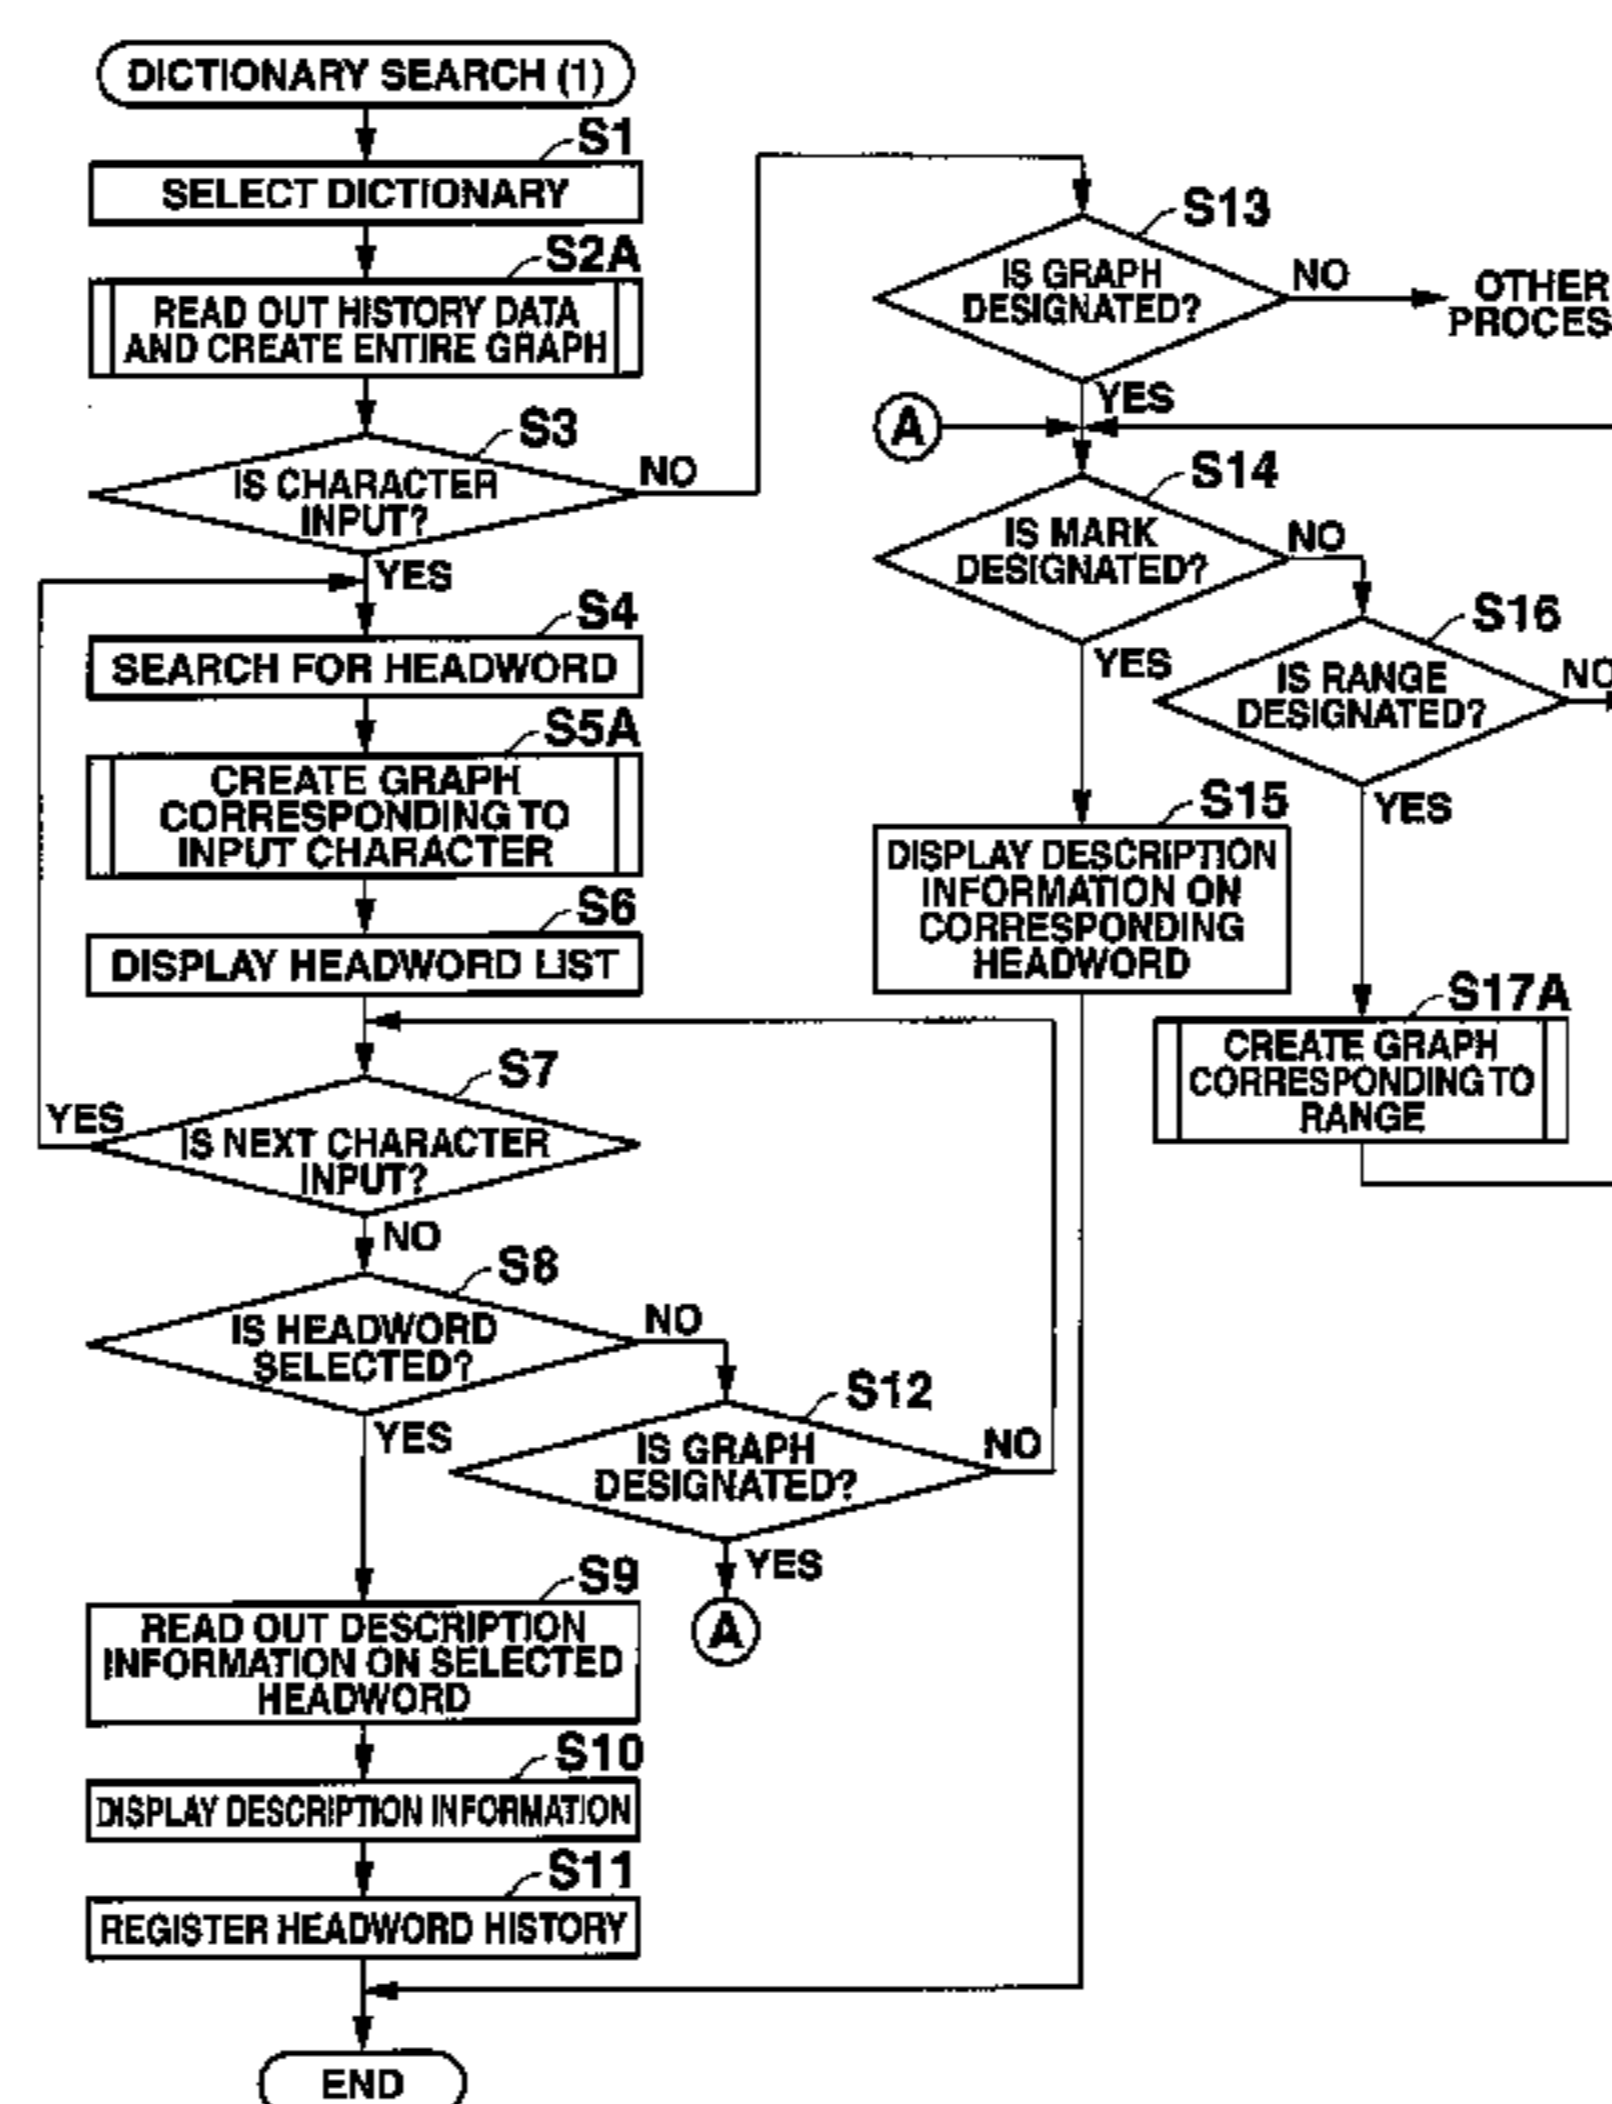 DICTIONARY SEARCH (1)
S1
SELECT DICTIONARY
S2A
READ OUT HISTORY DATA
AND CREATE ENTIRE GRAPH
S3
IS CHARACTER
INPUT?
NO
YES
S4
SEARCH FOR HEADWORD
S5A
CREATE GRAPH
CORRESPONDING TO
INPUT CHARACTER
S6
DISPLAY HEADWORD LIST
S7
YES
IS NEXT CHARACTER
INPUT?
NO
S8
IS HEADWORD
SELECTED?
NO
YES
S12
IS GRAPH
DESIGNATED?
NO
YES
A
S9
READ OUT DESCRIPTION
INFORMATION ON SELECTED
HEADWORD
S10
DISPLAY DESCRIPTION INFORMATION
S11
REGISTER HEADWORD HISTORY
END
S13
IS GRAPH
DESIGNATED?
NO
OTHER
PROCES
YES
A
S14
IS MARK
DESIGNATED?
NO
YES
S16
IS RANGE
DESIGNATED?
NO
YES
S15
DISPLAY DESCRIPTION
INFORMATION ON
CORRESPONDING
HEADWORD
S17A
CREATE GRAPH
CORRESPONDING TO
RANGE